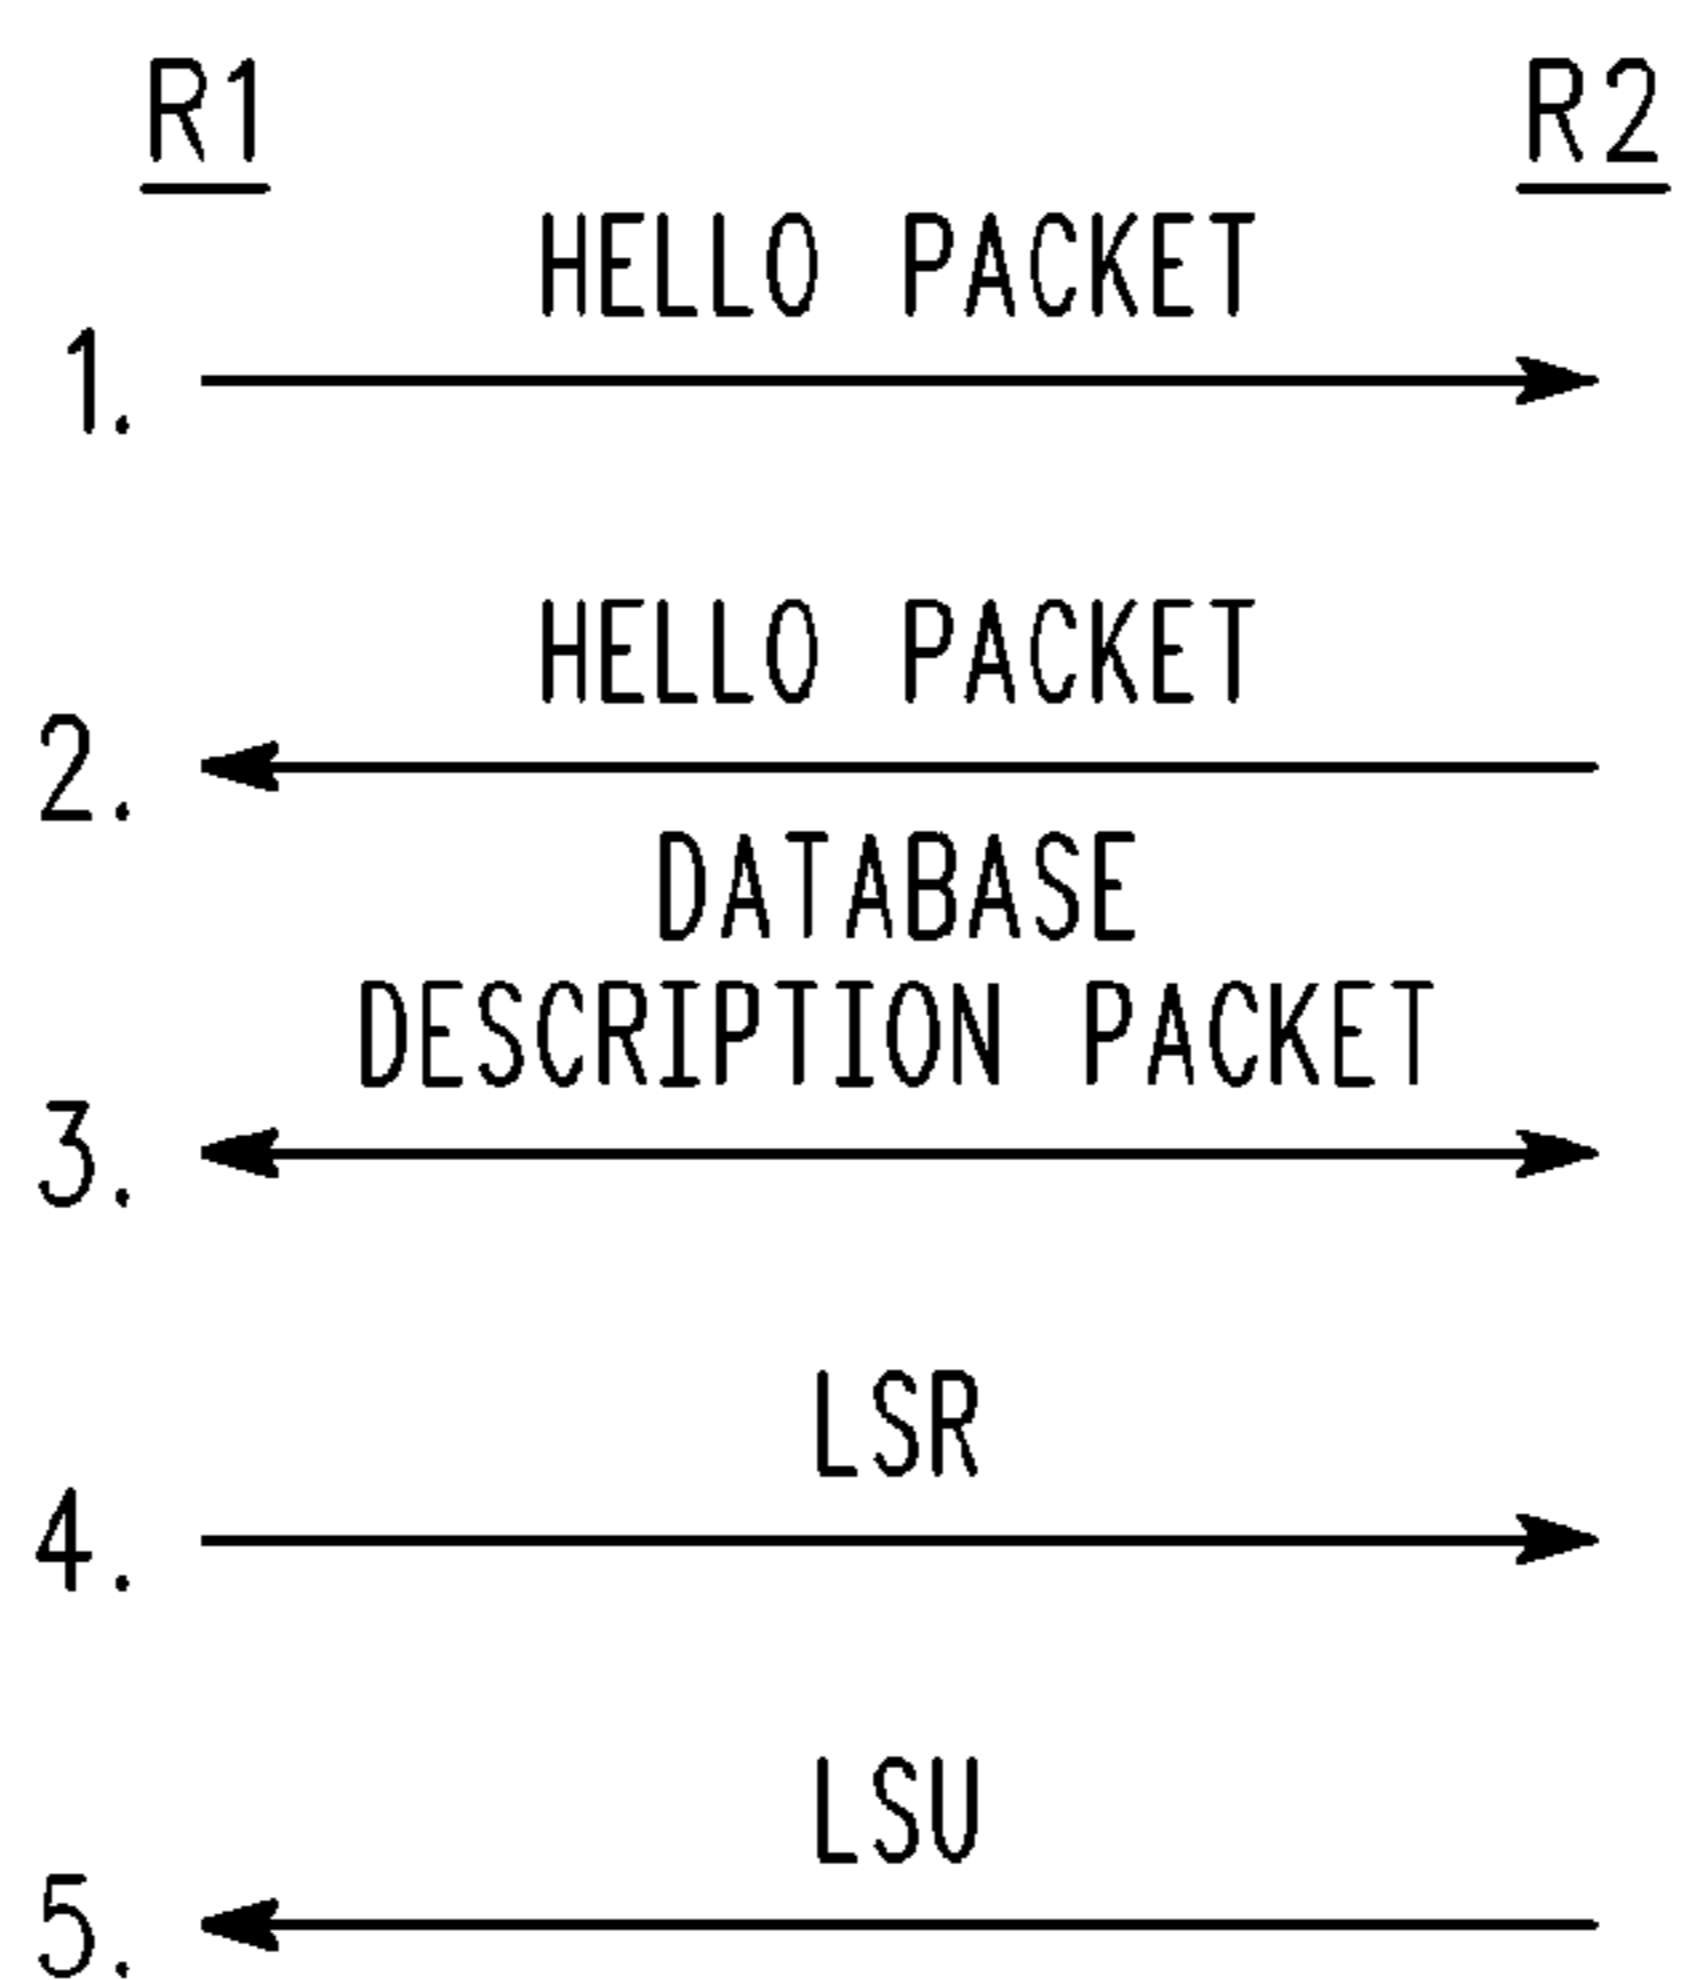 R1 R2
HELLO PACKET
1.
HELLO PACKET
2.
DATABASE
DESCRIPTION PACKET
3.
LSR
4.
LSU
5.